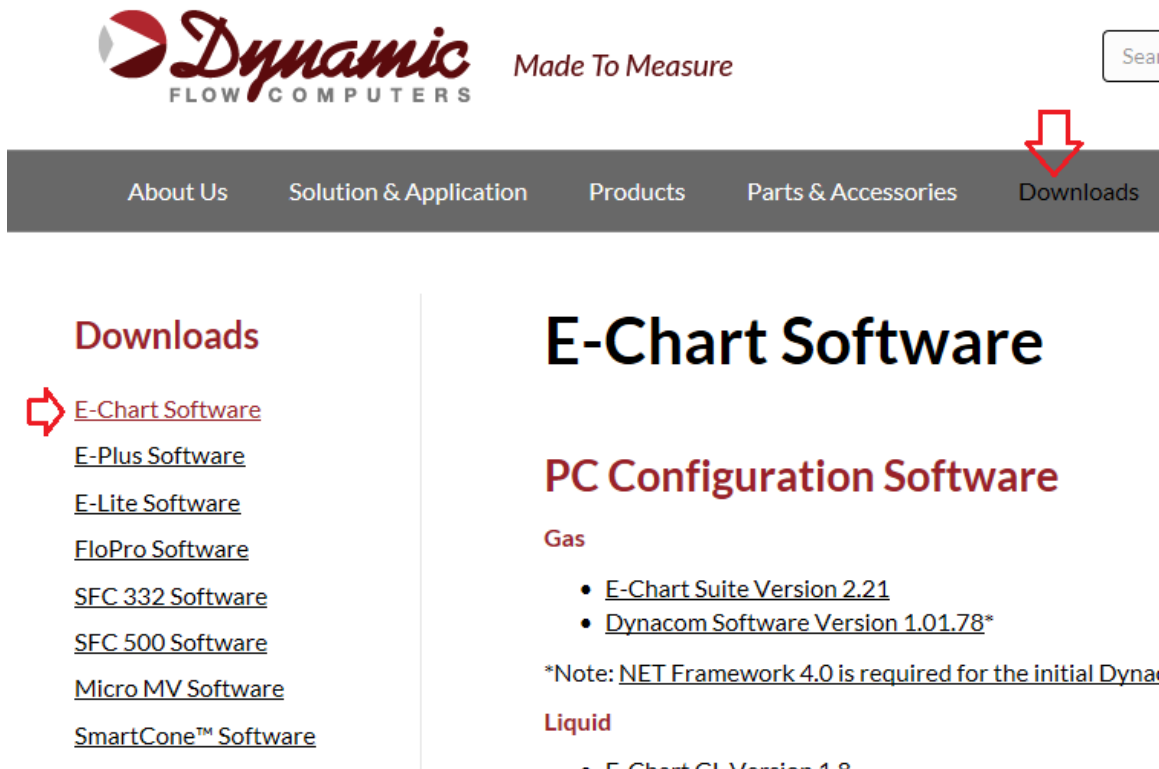 Dynamic
FLOW COMPUTERS
Made To Measure
About Us
Solution & Application
Products
Parts & Accessories
Downloads
Downloads
E-Chart Software
E-Plus Software
E-Lite Software
FloPro Software
SFC 332 Software
SFC 500 Software
Micro MV Software
SmartCone™ Software
E-Chart Software
PC Configuration Software
Gas
• E-Chart Suite Version 2.21
• Dynacom Software Version 1.01.78*
*Note: NET Framework 4.0 is required for the initial
Liquid